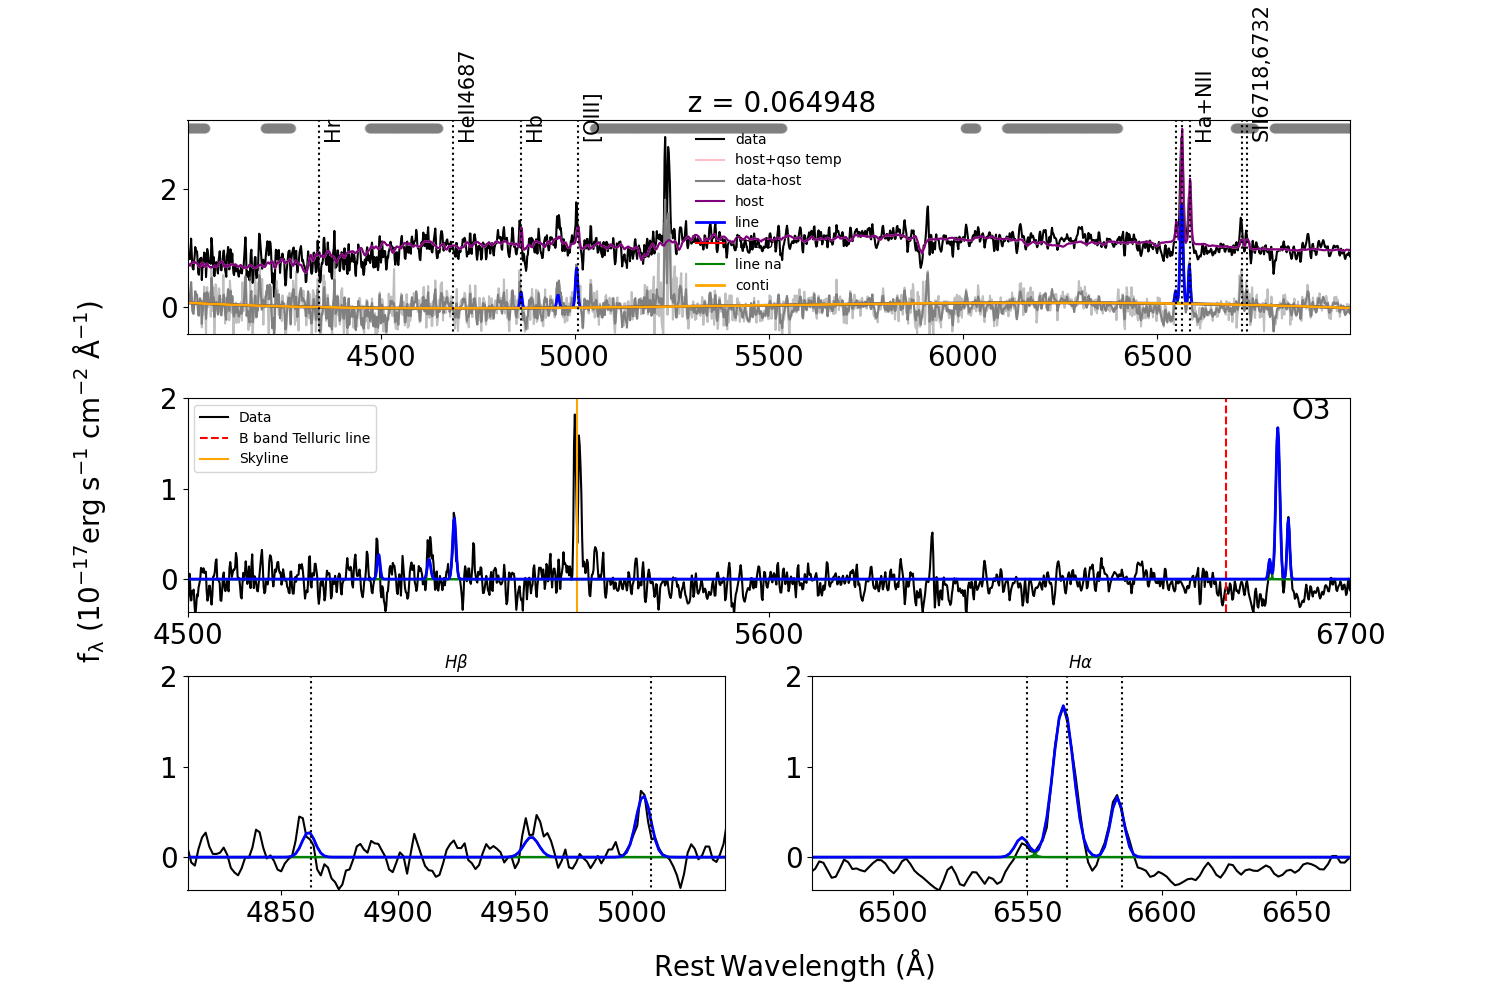 z = 0.064948
Hr
HeII4687
Hb
[OIII]
Ha+NII
SII6718,6732
data
host+qso temp
data-host
host
line
line na
conti
2
0
4500 5000 5500 6000 6500
fλ (10⁻¹⁷erg s⁻¹ cm⁻² Å⁻¹)
Data
B band Telluric line
Skyline
O3
2
1
0
4500 5600 6700
Hβ
2
1
0
4850 4900 4950 5000
Hα
2
1
0
6500 6550 6600 6650
Rest Wavelength (Å)